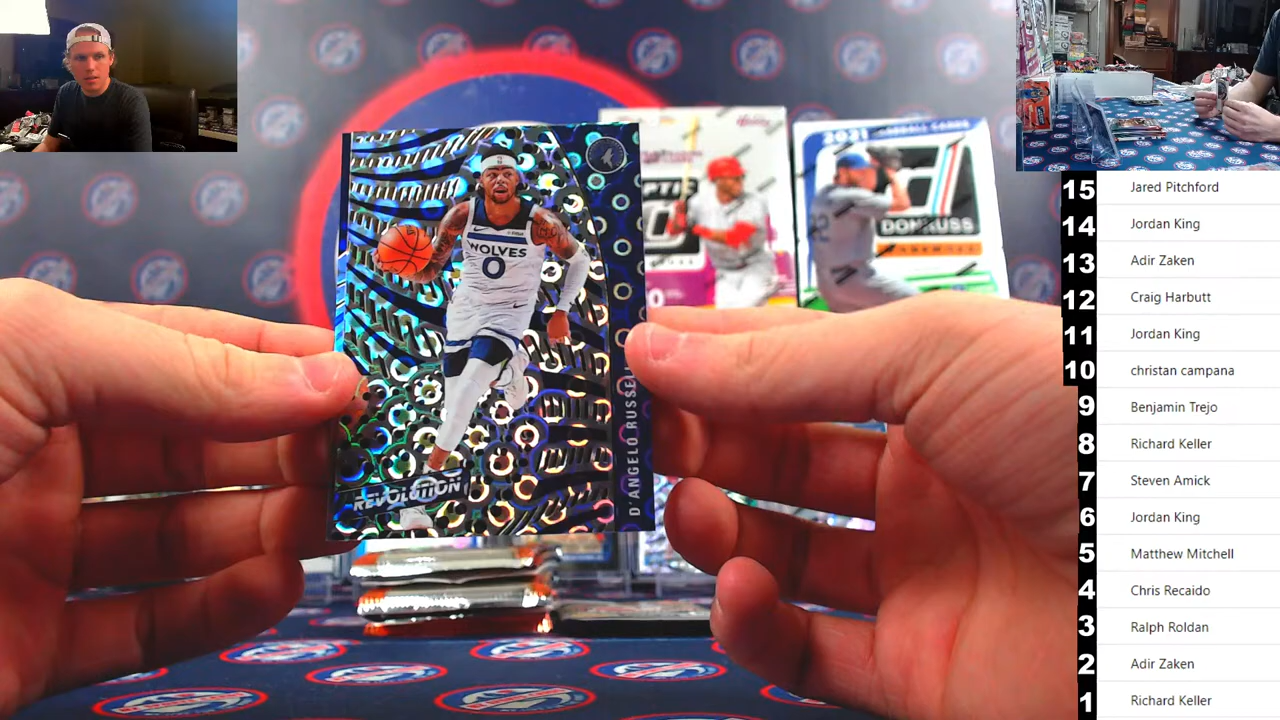 WOLVES
0
REVOLUTION
D'ANGELO RUSSELL
2021
DONRUSS
15 Jared Pitchford
14 Jordan King
13 Adir Zaken
12 Craig Harbutt
11 Jordan King
10 christan campana
9 Benjamin Trejo
8 Richard Keller
7 Steven Amick
6 Jordan King
5 Matthew Mitchell
4 Chris Recaido
3 Ralph Roldan
2 Adir Zaken
1 Richard Keller